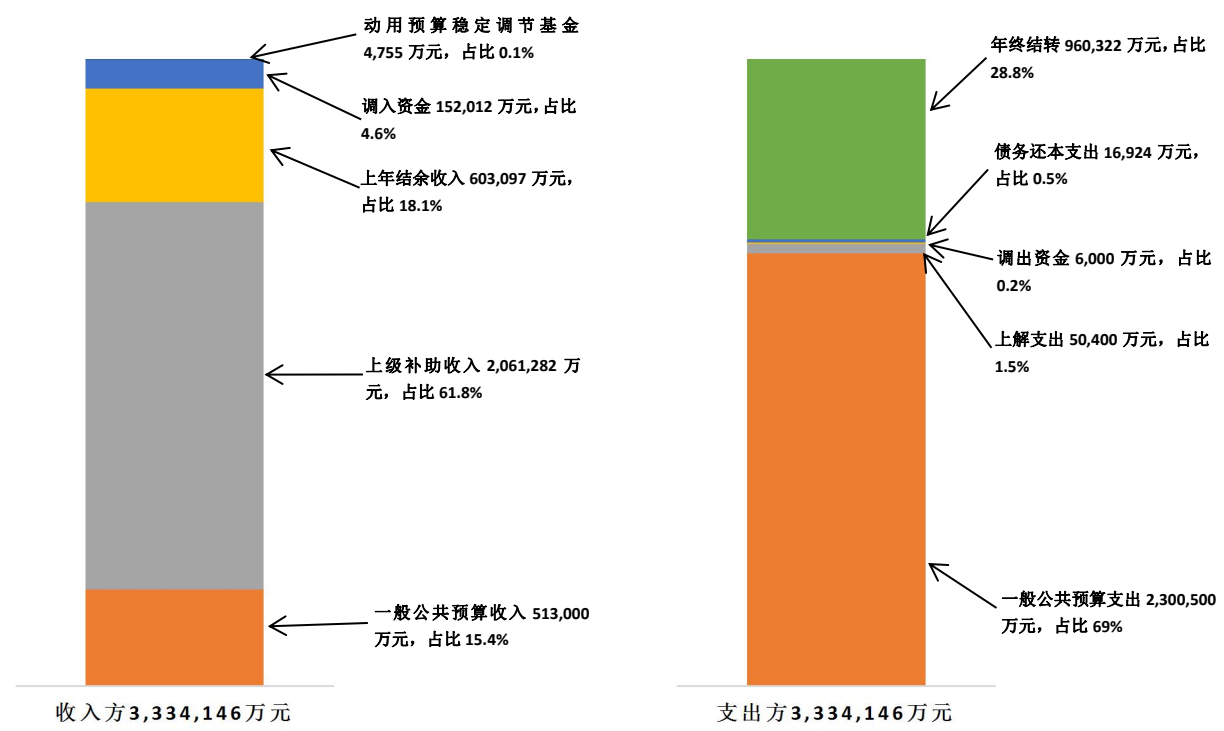 动用预算稳定调节基金
4,755 万元，占比 0.1%
调入资金 152,012 万元，占比
4.6%
上年结余收入 603,097 万元，
占比 18.1%
上级补助收入 2,061,282 万
元，占比 61.8%
一般公共预算收入 513,000
万元，占比 15.4%
收入方3,334,146万元
年终结转 960,322 万元，占比
28.8%
债务还本支出 16,924 万元，
占比 0.5%
调出资金 6,000 万元，占比
0.2%
上解支出 50,400 万元，占比
1.5%
一般公共预算支出 2,300,500
万元，占比 69%
支出方3,334,146万元